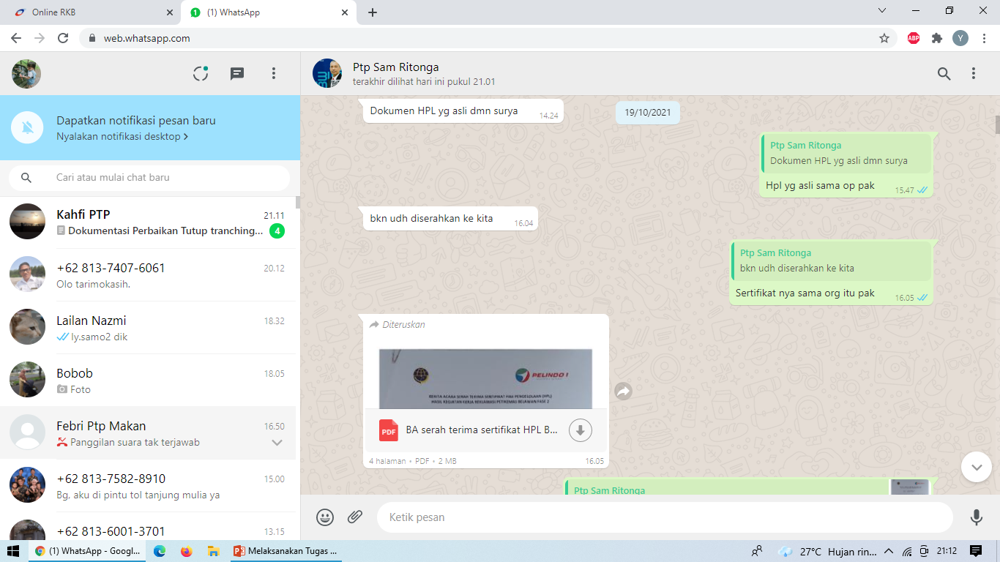 Online RKB
(1) WhatsApp
web.whatsapp.com
ABP
Y
Dapatkan notifikasi pesan baru
Nyalakan notifikasi desktop
Cari atau mulai chat baru
Kahfi PTP
21.11
Dokumentasi Perbaikan Tutup tranching...
4
+62 813-7407-6061
20.12
Olo tarimokasih.
Lailan Nazmi
18.32
Iy.samo2 dik
Bobob
18.05
Foto
Febri Ptp Makan
16.50
Panggilan suara tak terjawab
+62 813-7582-8910
15.00
Bg, aku di pintu tol tanjung mulia ya
+62 813-6001-3701
13.15
Ptp Sam Ritonga
terakhir dilihat hari ini pukul 21.01
19/10/2021
Dokumen HPL yg asli dmn surya
14.24
Ptp Sam Ritonga
Dokumen HPL yg asli dmn surya
Hpl yg asli sama op pak
15.47
bkn udh diserahkan ke kita
16.04
Ptp Sam Ritonga
bkn udh diserahkan ke kita
Sertifikat nya sama org itu pak
16.05
Diteruskan
PELINDO 1
BERITA ACARA SERAH TERIMA SERTIFIKAT HAK PENGELOLAAN (HPL)
HASIL KEGIATAN KERJA REKLAMASI PETIKEMAS BELAWAN FASE 2
PDF
BA serah terima sertifikat HPL B...
4 halaman • PDF • 2 MB
16.05
Ptp Sam Ritonga
Ketik pesan
(1) WhatsApp - Googl...
Melaksanakan Tugas ...
27°C Hujan rin...
21:12